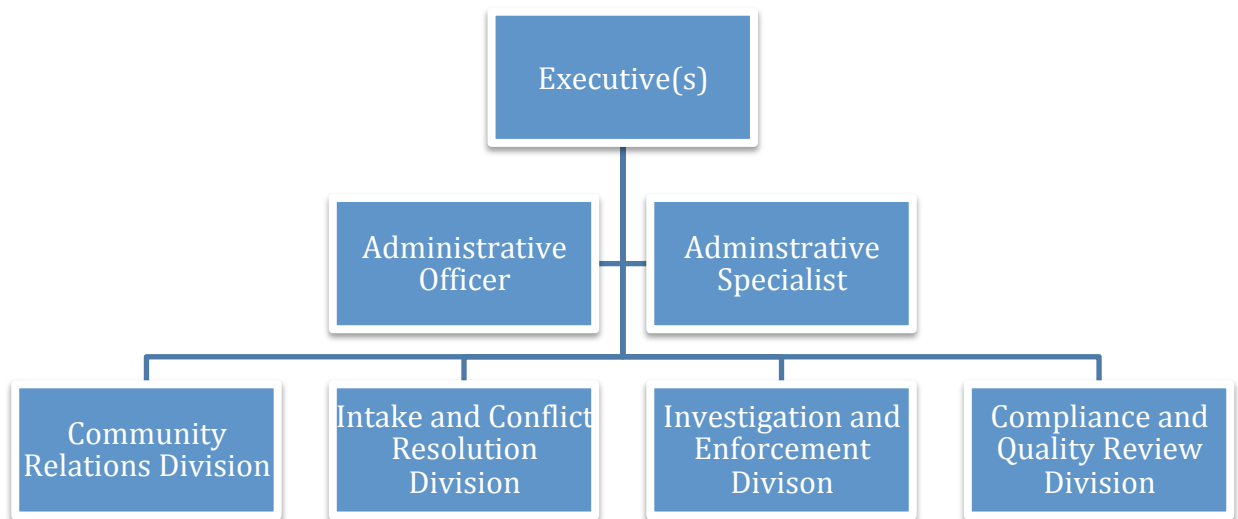 Executive(s)
Administrative
Officer
Adminstrative
Specialist
Community
Relations Division
Intake and Conflict
Resolution
Division
Investigation and
Enforcement
Divison
Compliance and
Quality Review
Division